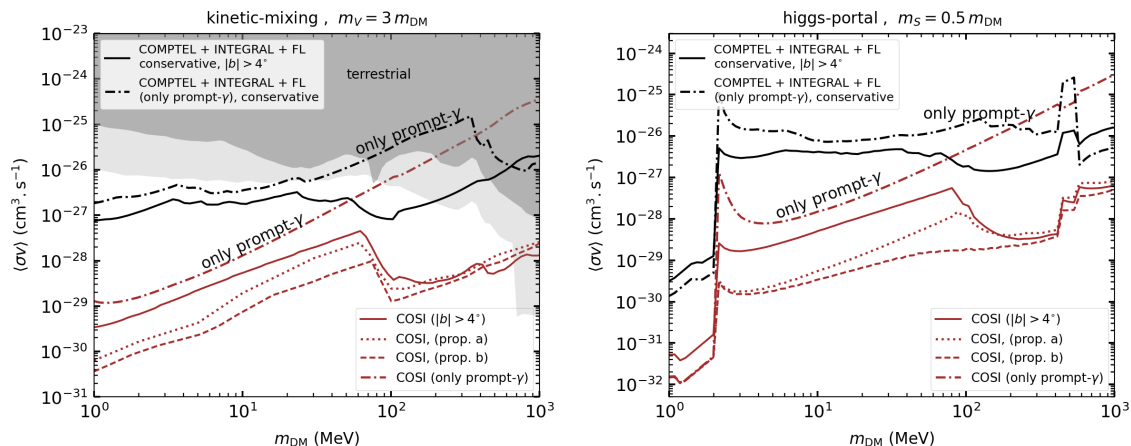 kinetic-mixing , m_V = 3 m_DM
10^-23
10^-24
10^-25
10^-26
10^-27
10^-28
10^-29
10^-30
10^-31
⟨σv⟩ (cm³. s⁻¹)
COMPTEL + INTEGRAL + FL
conservative, |b| > 4°
COMPTEL + INTEGRAL + FL
(only prompt-γ), conservative
terrestrial
only prompt-γ
only prompt-γ
COSI (|b| > 4°)
COSI, (prop. a)
COSI, (prop. b)
COSI (only prompt-γ)
10^0
10^1
10^2
10^3
m_DM (MeV)
higgs-portal , m_S = 0.5 m_DM
10^-24
10^-25
10^-26
10^-27
10^-28
10^-29
10^-30
10^-31
10^-32
⟨σv⟩ (cm³. s⁻¹)
COMPTEL + INTEGRAL + FL
conservative, |b| > 4°
COMPTEL + INTEGRAL + FL
(only prompt-γ), conservative
only prompt-γ
only prompt-γ
COSI (|b| > 4°)
COSI, (prop. a)
COSI, (prop. b)
COSI (only prompt-γ)
10^0
10^1
10^2
10^3
m_DM (MeV)